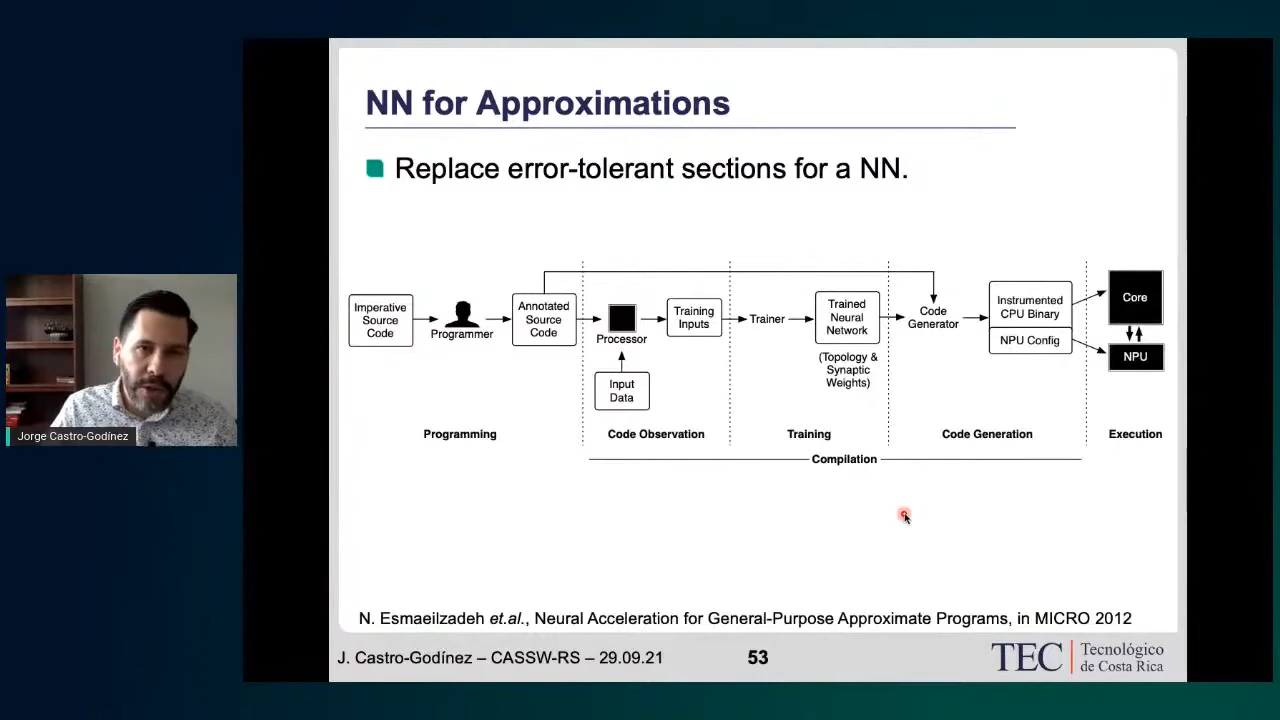 NN for Approximations
Replace error-tolerant sections for a NN.
Imperative
Source
Code
Programmer
Annotated
Source
Code
Processor
Input
Data
Training
Inputs
Trainer
Trained
Neural
Network
(Topology &
Synaptic
Weights)
Code
Generator
Instrumented
CPU Binary
NPU Config
Core
NPU
Programming
Code Observation
Training
Code Generation
Execution
Compilation
Jorge Castro-Godínez
N. Esmaeilzadeh et.al., Neural Acceleration for General-Purpose Approximate Programs, in MICRO 2012
J. Castro-Godínez – CASSW-RS – 29.09.21
53
TEC Tecnológico
de Costa Rica